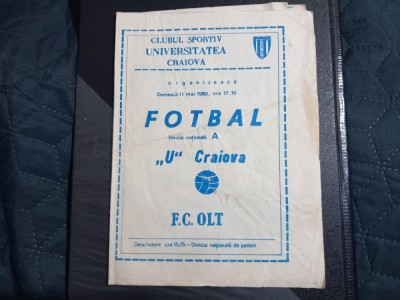 CLUBUL SPORTIV
UNIVERSITATEA
CRAIOVA
organizează
Duminică 11 mai 1980, ora 17,15
FOTBAL
Divizia națională A
„U“ Craiova
F.C. OLT
Deschidere ora 15,15 — Divizia națională de juniori